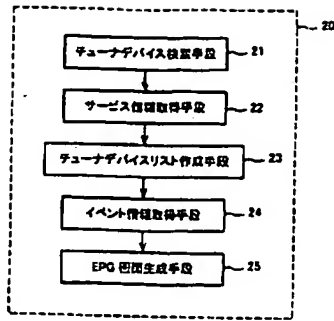 20
チューナデバイス検索手段 21
サービス情報取得手段 22
チューナデバイスリスト作成手段 23
イベント情報取得手段 24
EPG画面生成手段 25